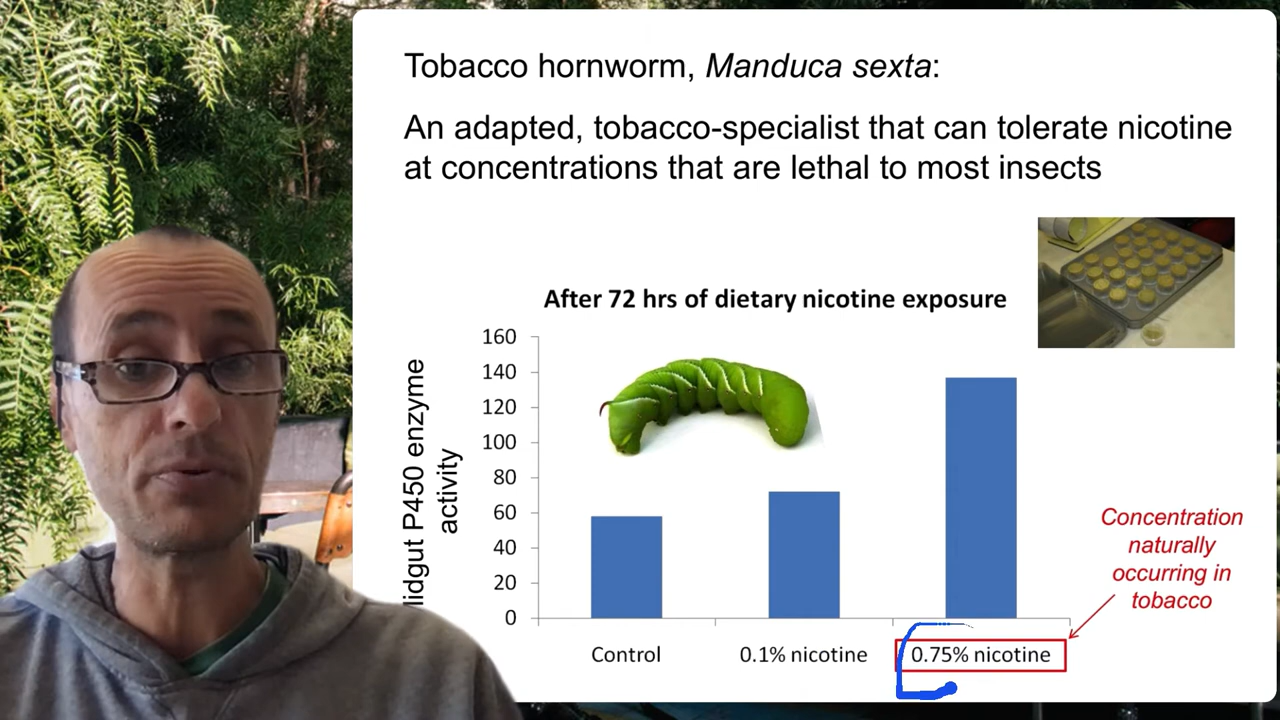 Tobacco hornworm, Manduca sexta:
An adapted, tobacco-specialist that can tolerate nicotine
at concentrations that are lethal to most insects
After 72 hrs of dietary nicotine exposure
160
140
120
100
80
60
40
20
0
P450 enzyme
activity
Control
0.1% nicotine
0.75% nicotine
Concentration
naturally
occurring in
tobacco